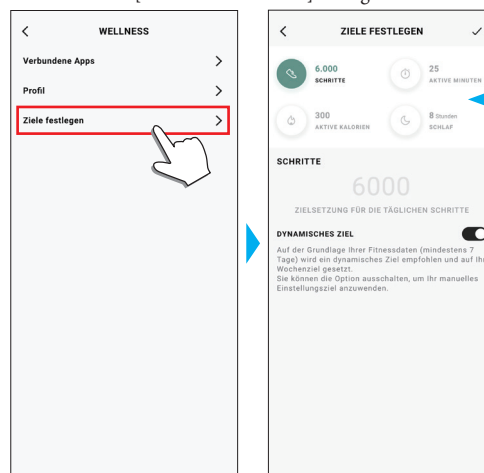 WELLNESS
Verbundene Apps
Profil
Ziele festlegen
ZIELE FESTLEGEN
6.000
SCHRITTE
25
AKTIVE MINUTEN
300
AKTIVE KALORIEN
8 Stunden
SCHLAF
SCHRITTE
6000
ZIELSETZUNG FÜR DIE TÄGLICHEN SCHRITTE
DYNAMISCHES ZIEL
Auf der Grundlage Ihrer Fitnessdaten (mindestens 7
Tage) wird ein dynamisches Ziel empfohlen und auf Ihr
Wochenziel gesetzt.
Sie können die Option ausschalten, um Ihr manuelles
Einstellungsziel anzuwenden.